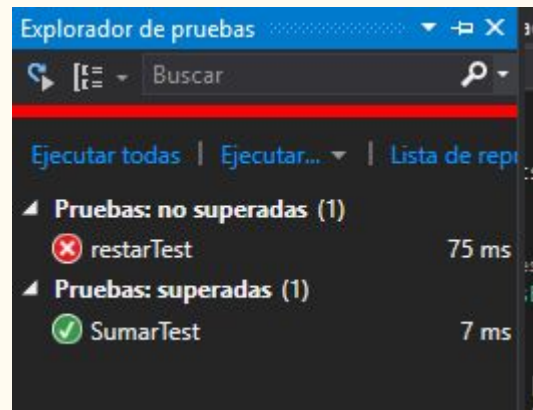 Explorador de pruebas
Buscar
Ejecutar todas | Ejecutar... | Lista de
Pruebas: no superadas (1)
restarTest 75 ms
Pruebas: superadas (1)
SumarTest 7 ms